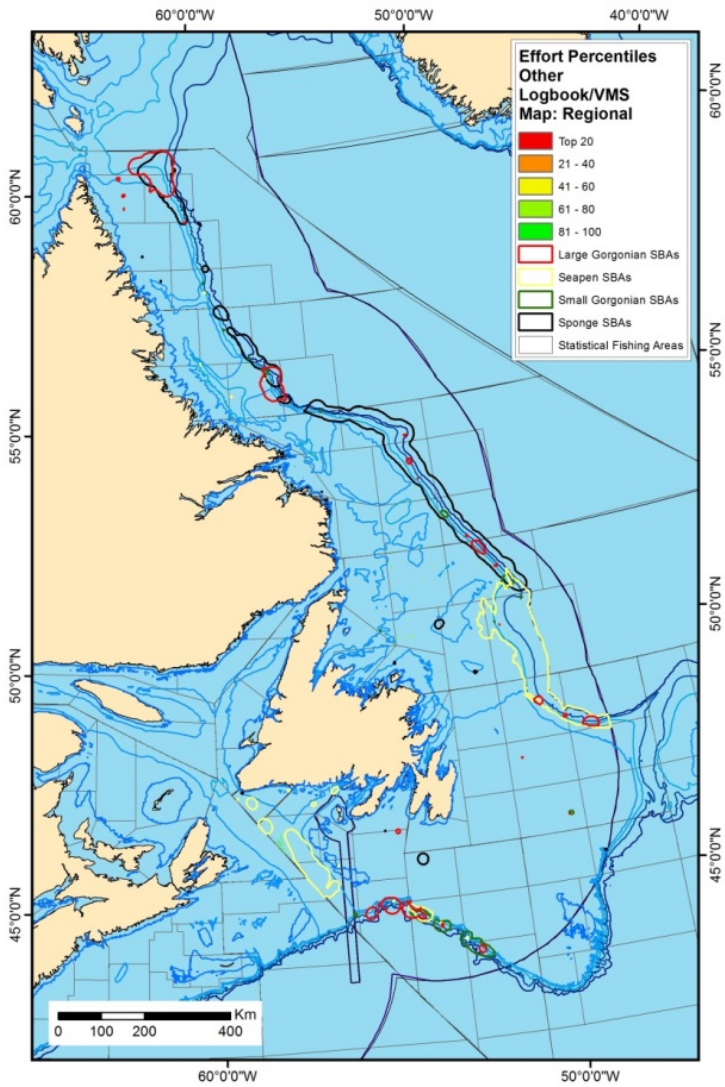 60°0'0"W 50°0'0"W 40°0'0"W
Effort Percentiles
Other
Logbook/VMS
Map: Regional
Top 20
21 - 40
41 - 60
61 - 80
81 - 100
Large Gorgonian SBAs
Seapen SBAs
Small Gorgonian SBAs
Sponge SBAs
Statistical Fishing Areas
60°0'0"N
60°0'0"N
55°0'0"N
55°0'0"N
50°0'0"N
50°0'0"N
45°0'0"N
45°0'0"N
Km
0 100 200 400
60°0'0"W 50°0'0"W